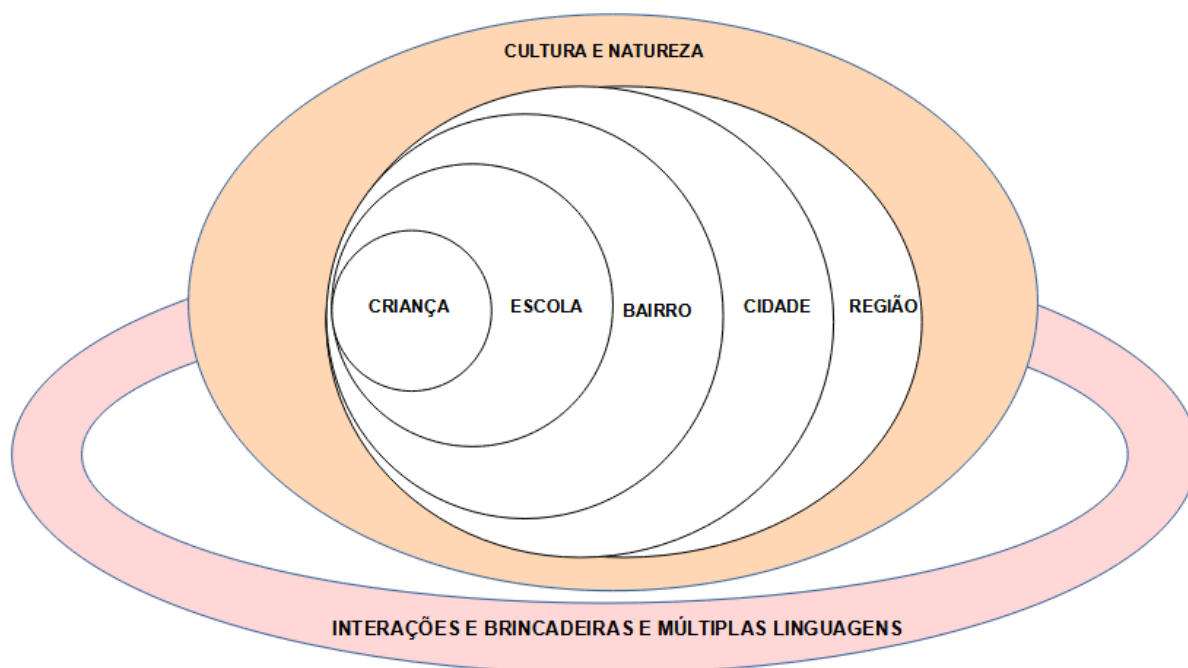 CULTURA E NATUREZA
CRIANÇA
ESCOLA
BAIRRO
CIDADE
REGIÃO
INTERAÇÕES E BRINCADEIRAS E MÚLTIPLAS LINGUAGENS